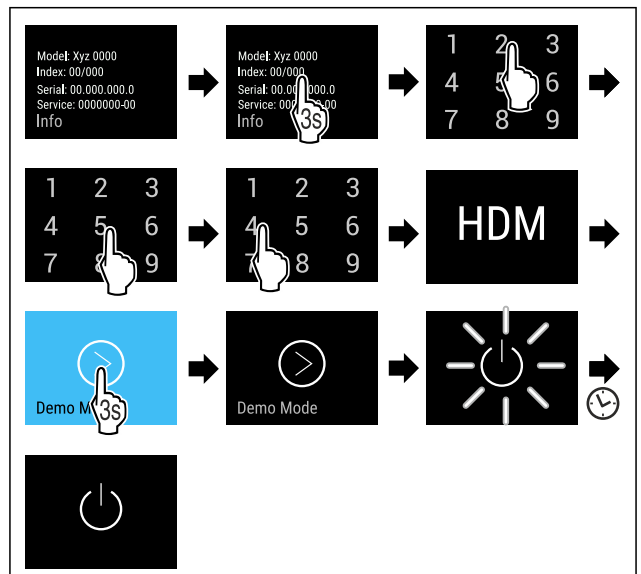 Model: Xyz 0000
Index: 00/000
Serial: 00.000.000.0
Service: 0000000-00
Info
Model: Xyz 0000
Index: 00/000
Serial: 00.000.0
Service: 00 00
Info
3s
1 2 3
4 5 6
7 8 9
1 2 3
4 5 6
7 8 9
1 2 3
4 5 6
7 8 9
HDM
Demo M
3s
Demo Mode